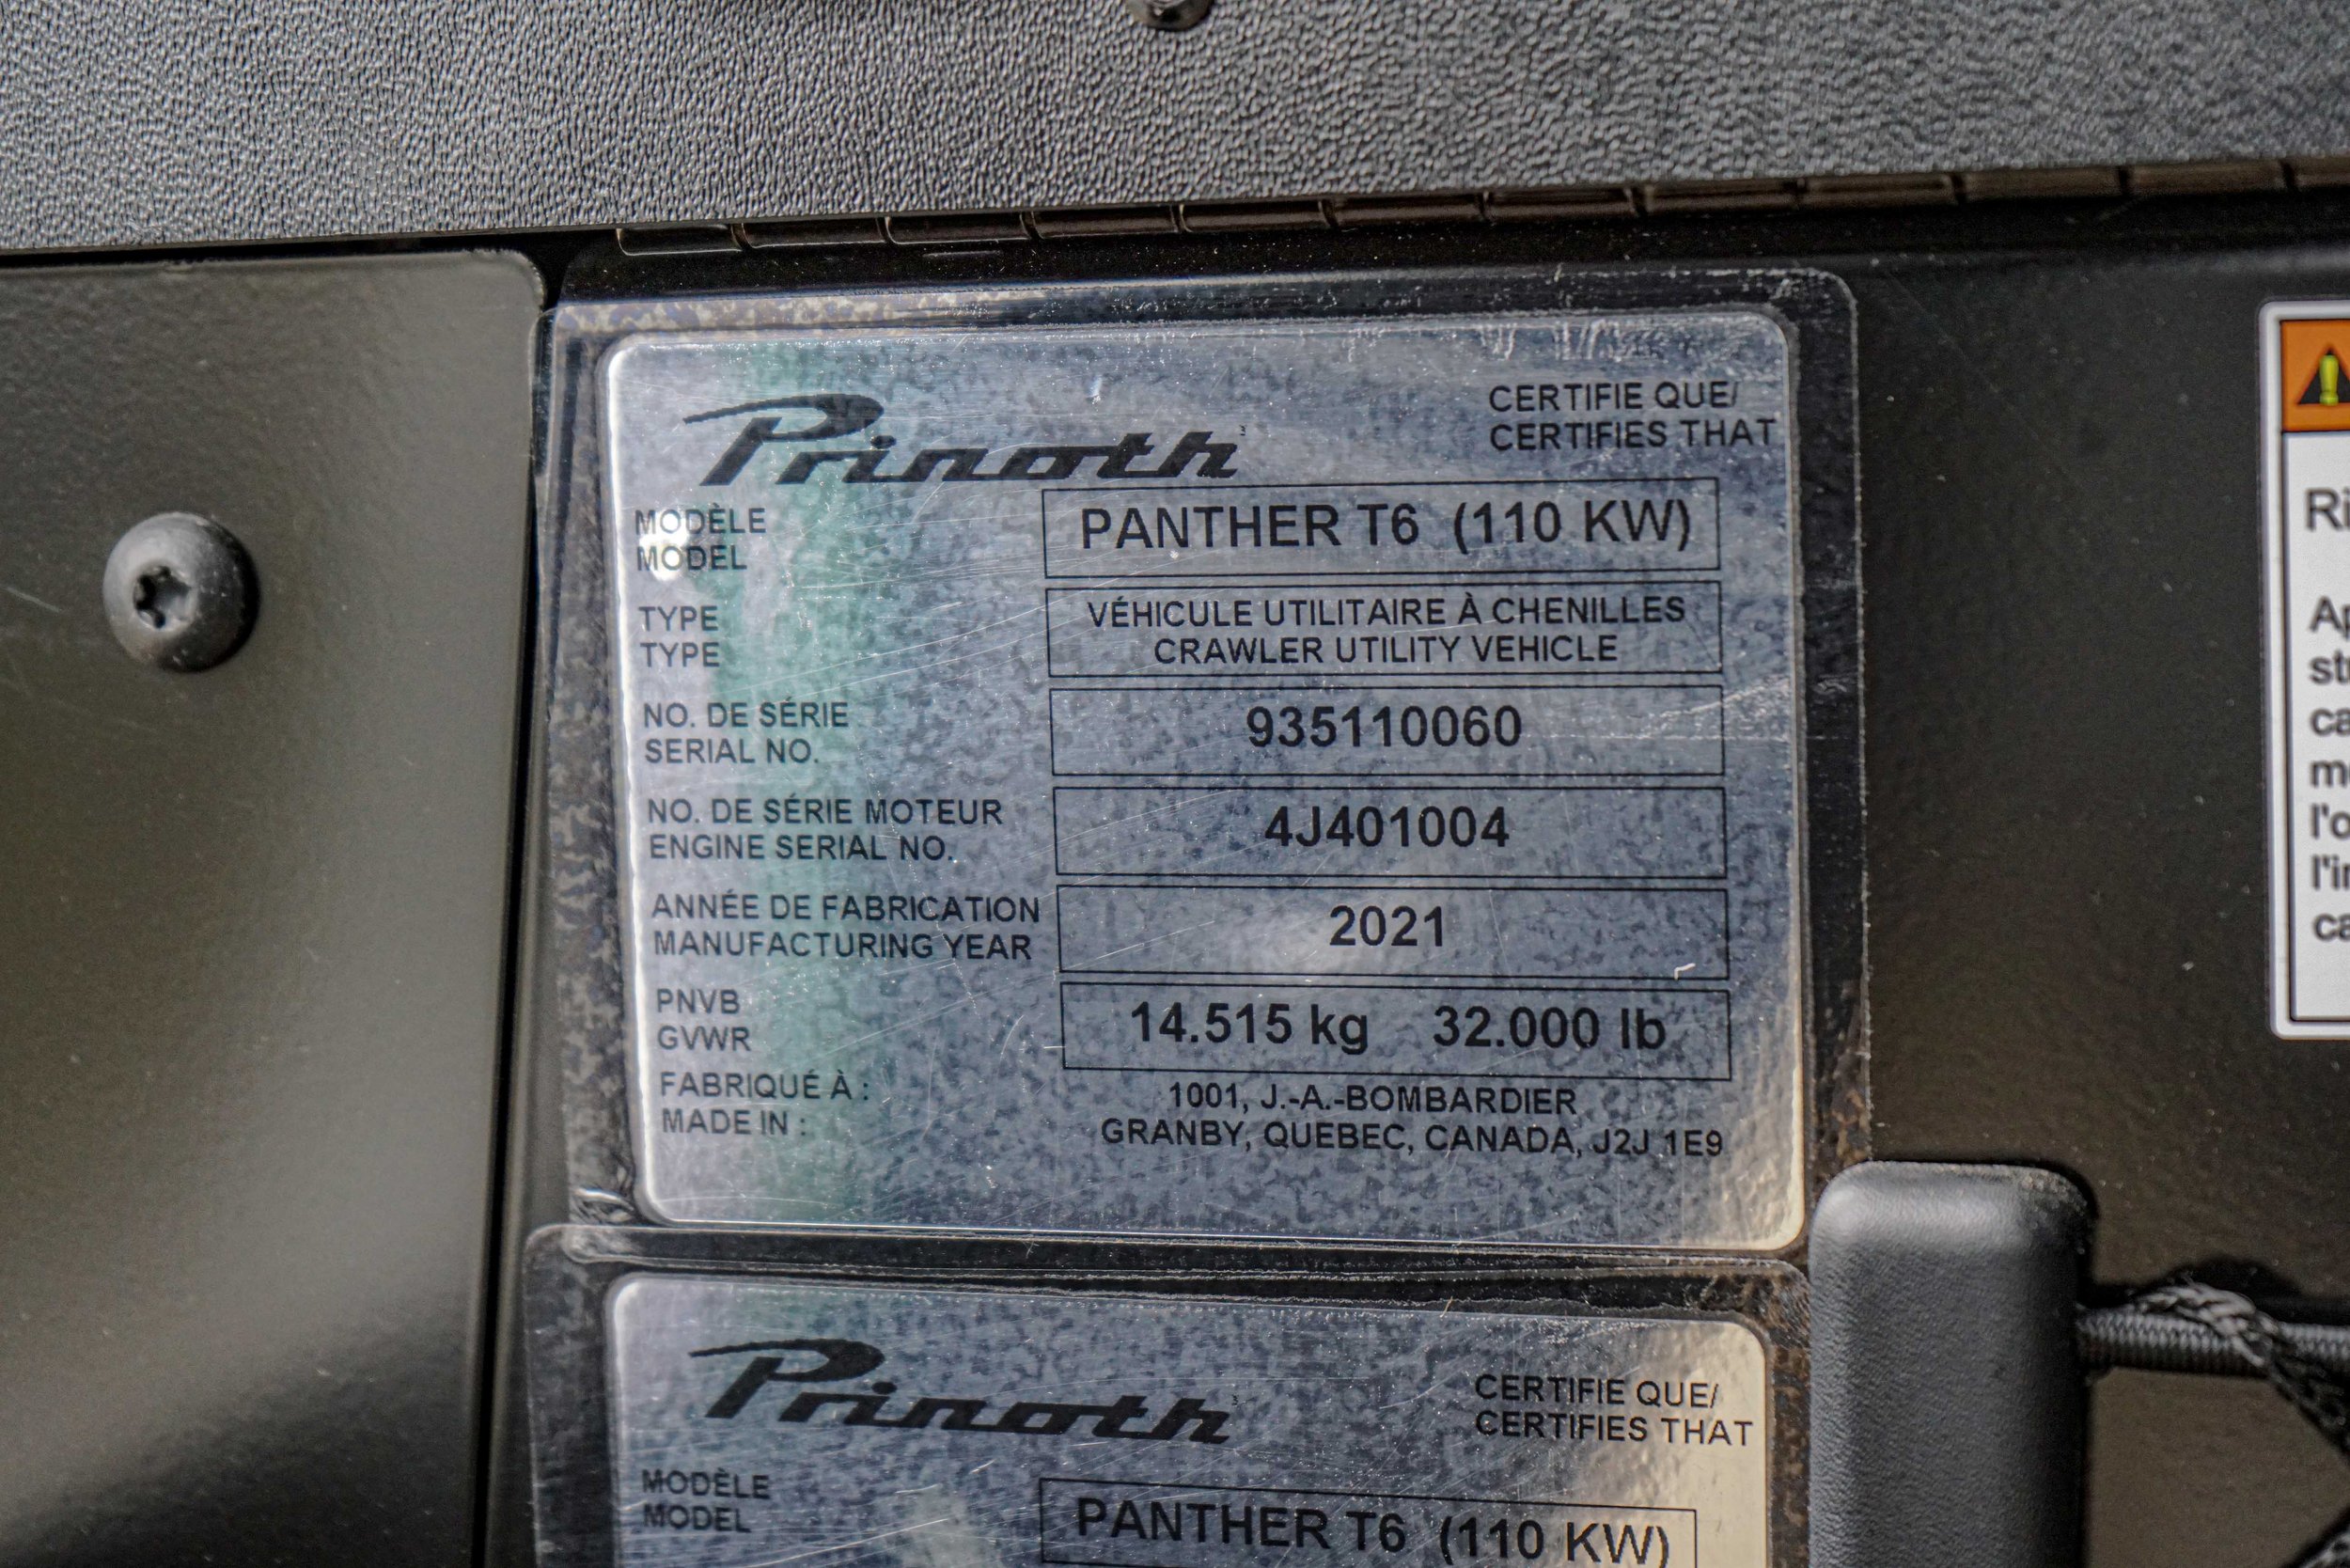 Prinoth
CERTIFIE QUE/
CERTIFIES THAT
MODÈLE
MODEL
PANTHER T6 (110 KW)
TYPE
TYPE
VÉHICULE UTILITAIRE À CHENILLES
CRAWLER UTILITY VEHICLE
NO. DE SÉRIE
SERIAL NO.
935110060
NO. DE SÉRIE MOTEUR
ENGINE SERIAL NO.
4J401004
ANNÉE DE FABRICATION
MANUFACTURING YEAR
2021
PNVB
GVWR
14.515 kg 32.000 lb
FABRIQUÉ À :
MADE IN :
1001, J.-A.-BOMBARDIER
GRANBY, QUEBEC, CANADA, J2J 1E9
Prinoth
CERTIFIE QUE/
CERTIFIES THAT
MODÈLE
MODEL
PANTHER T6 (110 KW)